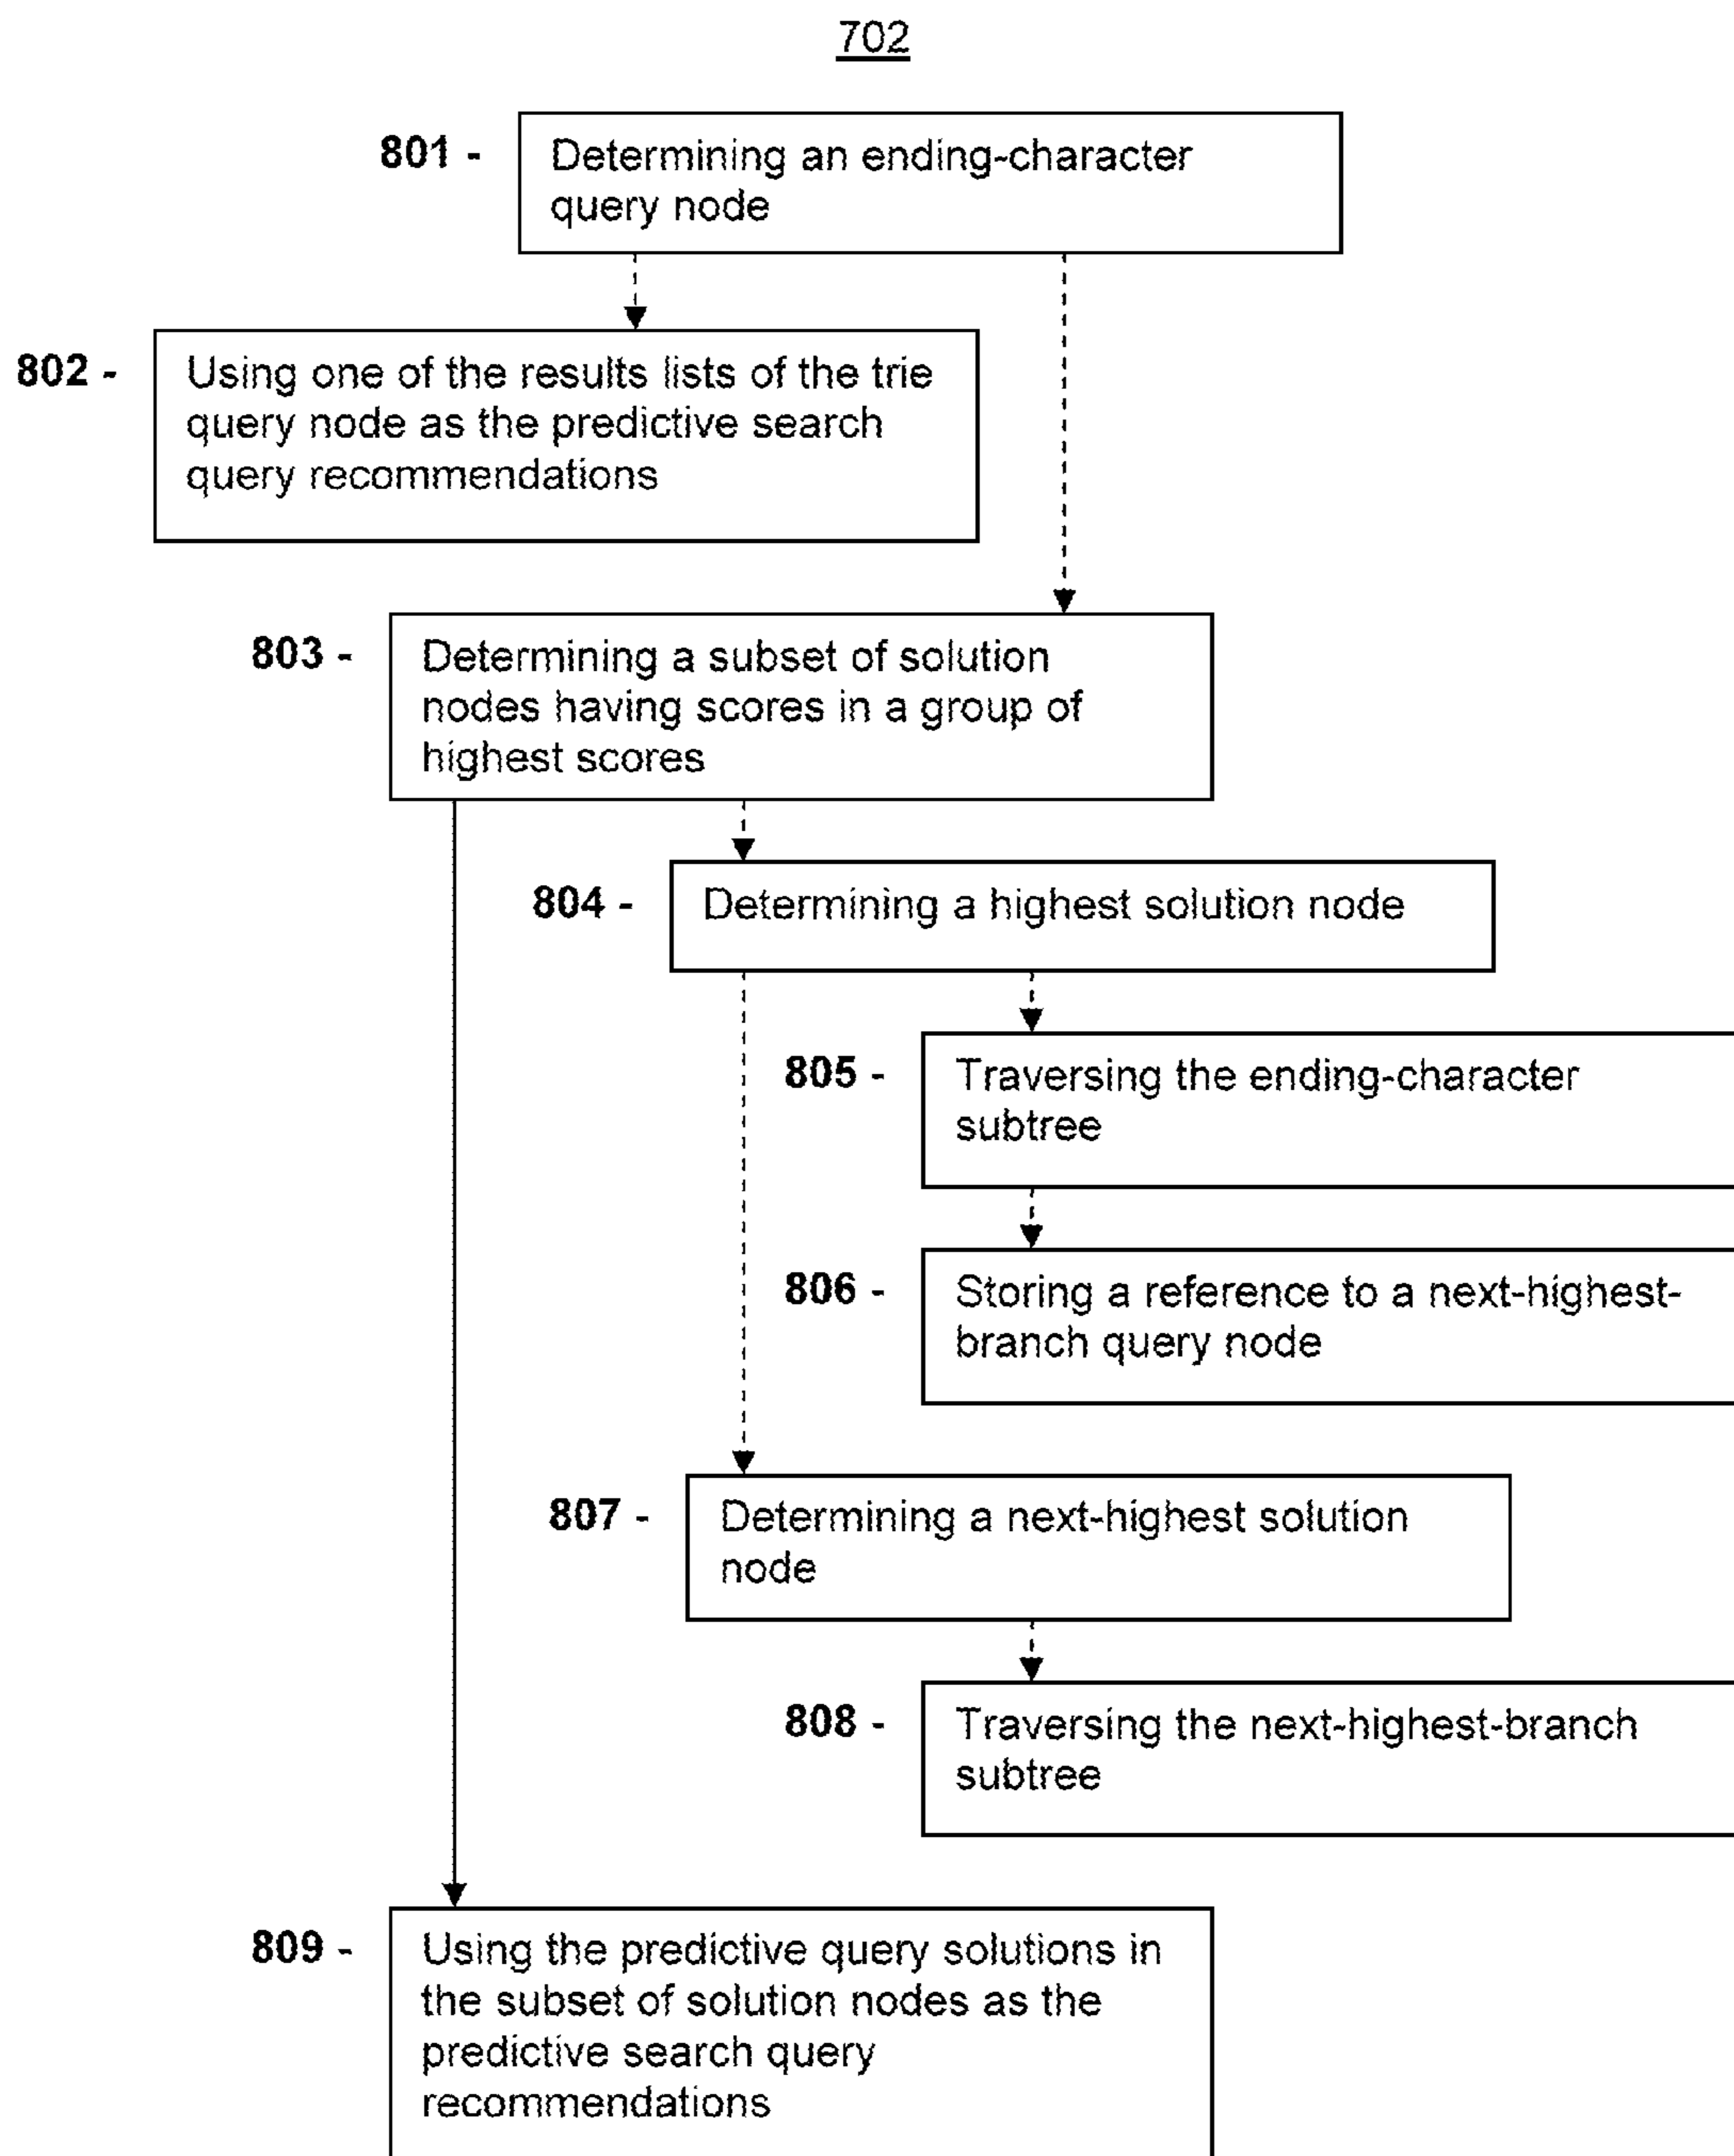 702
801 - Determining an ending-character
query node
802 - Using one of the results lists of the trie
query node as the predictive search
query recommendations
803 - Determining a subset of solution
nodes having scores in a group of
highest scores
804 - Determining a highest solution node
805 - Traversing the ending-character
subtree
806 - Storing a reference to a next-highest-
branch query node
807 - Determining a next-highest solution
node
808 - Traversing the next-highest-branch
subtree
809 - Using the predictive query solutions in
the subset of solution nodes as the
predictive search query
recommendations